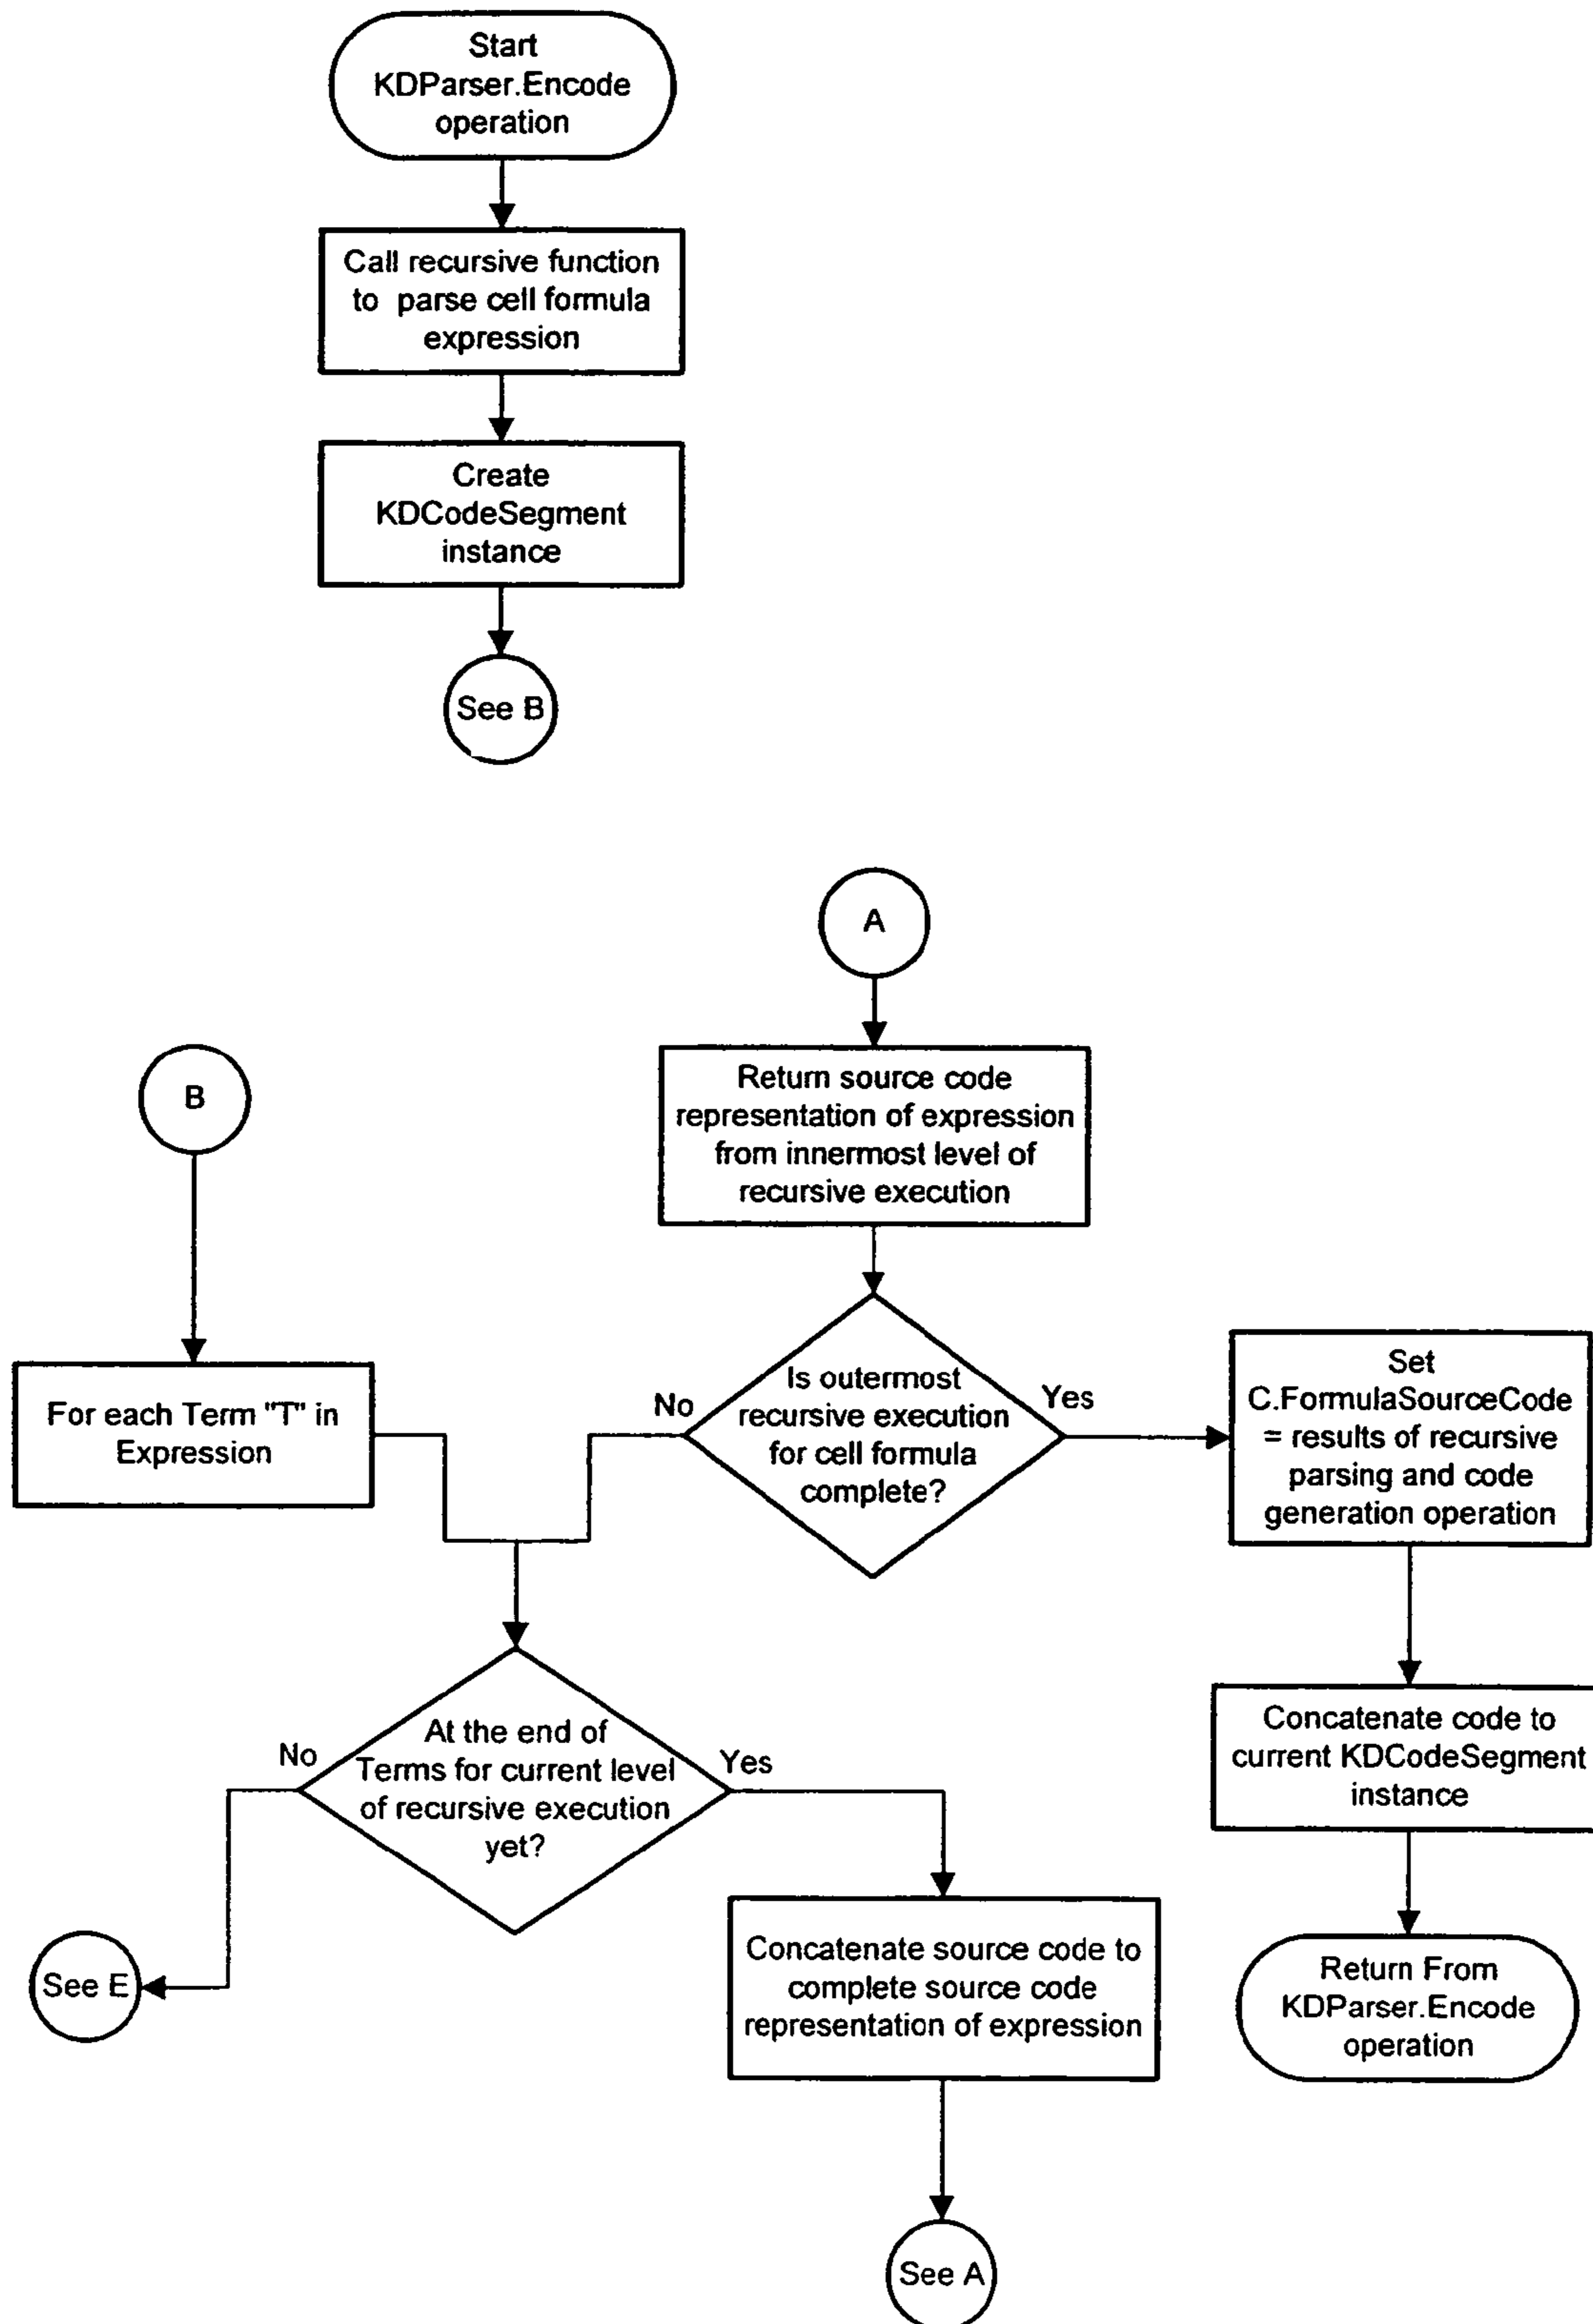 Start
KDParser.Encode
operation
Call recursive function
to parse cell formula
expression
Create
KDCodeSegment
instance
See B
A
B
Return source code
representation of expression
from innermost level of
recursive execution
For each Term "T" in
Expression
No
Is outermost
recursive execution
for cell formula
complete?
Yes
Set
C.FormulaSourceCode
= results of recursive
parsing and code
generation operation
No
At the end of
Terms for current level
of recursive execution
yet?
Yes
Concatenate code to
current KDCodeSegment
instance
See E
Concatenate source code to
complete source code
representation of expression
Return From
KDParser.Encode
operation
See A